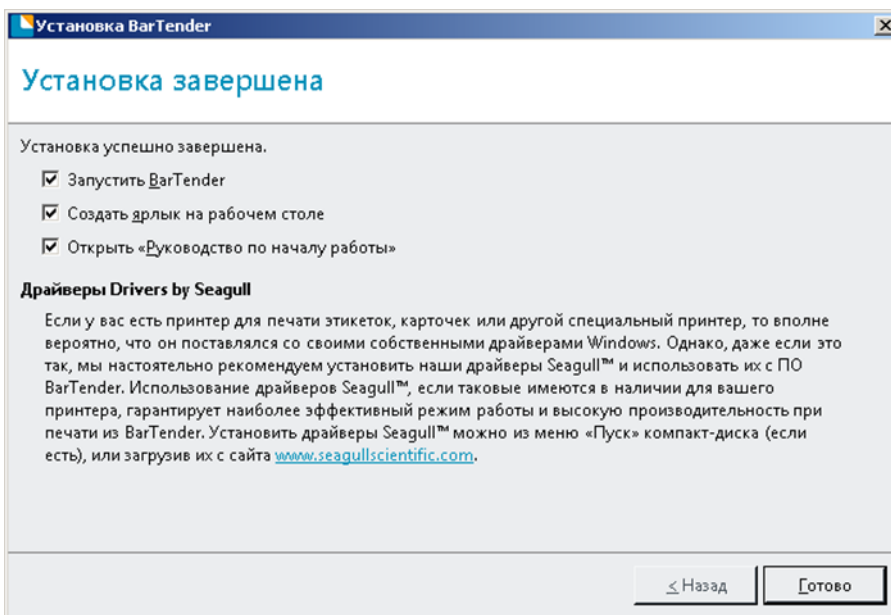 Установка BarTender
Установка завершена
Установка успешно завершена.
Запустить BarTender
Создать ярлык на рабочем столе
Открыть «Руководство по началу работы»
Драйверы Drivers by Seagull
Если у вас есть принтер для печати этикеток, карточек или другой специальный принтер, то вполне
вероятно, что он поставлялся со своими собственными драйверами Windows. Однако, даже если это
так, мы настоятельно рекомендуем установить наши драйверы Seagull™ и использовать их с ПО
BarTender. Использование драйверов Seagull™, если таковые имеются в наличии для вашего
принтера, гарантирует наиболее эффективный режим работы и высокую производительность при
печати из BarTender. Установить драйверы Seagull™ можно из меню «Пуск» компакт-диска (если
есть), или загрузив их с сайта www.seagullscientific.com.
< Назад
Готово